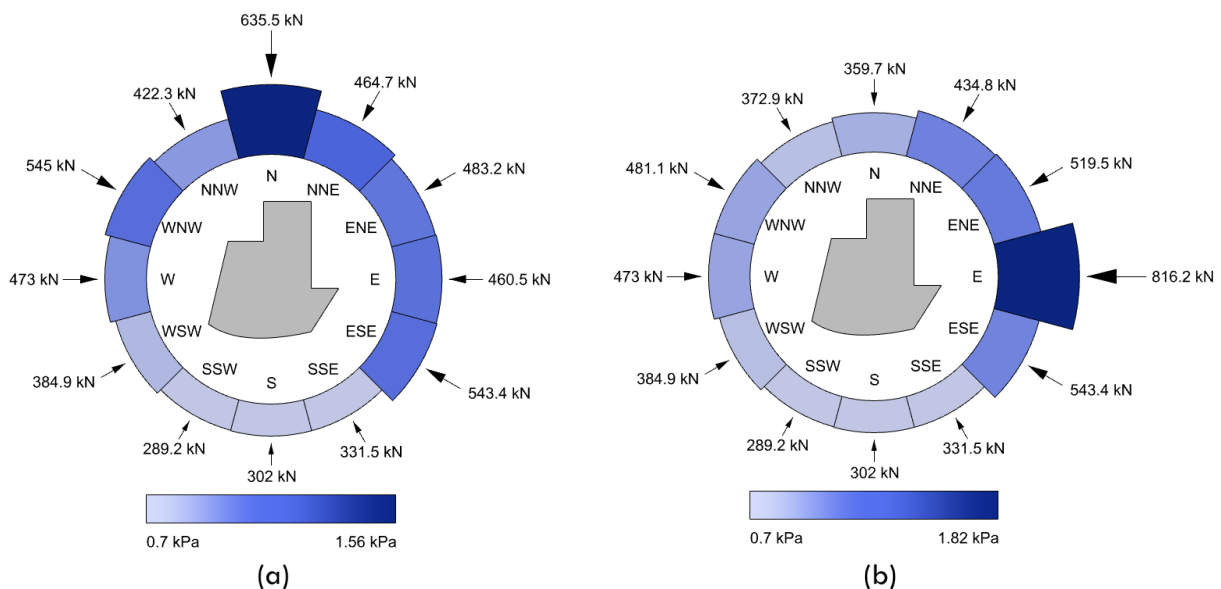 635.5 kN
422.3 kN
464.7 kN
545 kN
483.2 kN
N
NNW
NNE
WNW
ENE
473 kN
W
E
460.5 kN
WSW
ESE
SSW
SSE
S
384.9 kN
543.4 kN
289.2 kN
331.5 kN
302 kN
0.7 kPa
1.56 kPa
(a)
359.7 kN
372.9 kN
434.8 kN
481.1 kN
519.5 kN
N
NNW
NNE
WNW
ENE
473 kN
W
E
816.2 kN
WSW
ESE
SSW
SSE
S
384.9 kN
543.4 kN
289.2 kN
331.5 kN
302 kN
0.7 kPa
1.82 kPa
(b)